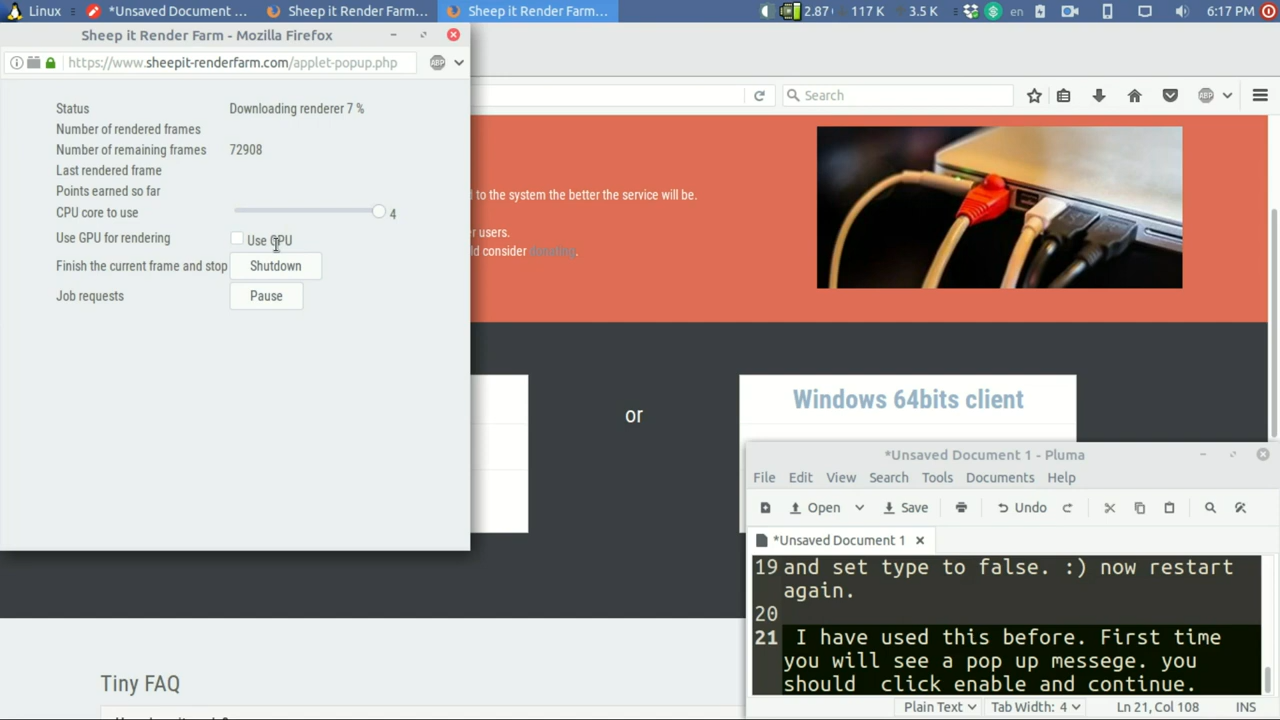 Linux
*Unsaved Document ...
Sheep it Render Farm...
Sheep it Render Farm...
2.87
117 K
3.5 K
en
6:17 PM
Sheep it Render Farm - Mozilla Firefox
https://www.sheepit-renderfarm.com/applet-popup.php
ABP
Search
ABP
Status Downloading renderer 7 %
Number of rendered frames
Number of remaining frames 72908
Last rendered frame
Points earned so far
CPU core to use 4
Use GPU for rendering Use GPU
Finish the current frame and stop Shutdown
Job requests Pause
d to the system the better the service will be.
er users.
ld consider donating.
or
Windows 64bits client
Tiny FAQ
*Unsaved Document 1 - Pluma
File Edit View Search Tools Documents Help
Open Save Undo
*Unsaved Document 1
19 and set type to false. :) now restart
again.
20
21 I have used this before. First time
you will see a pop up messege. you
should click enable and continue.
Plain Text Tab Width: 4 Ln 21, Col 108 INS